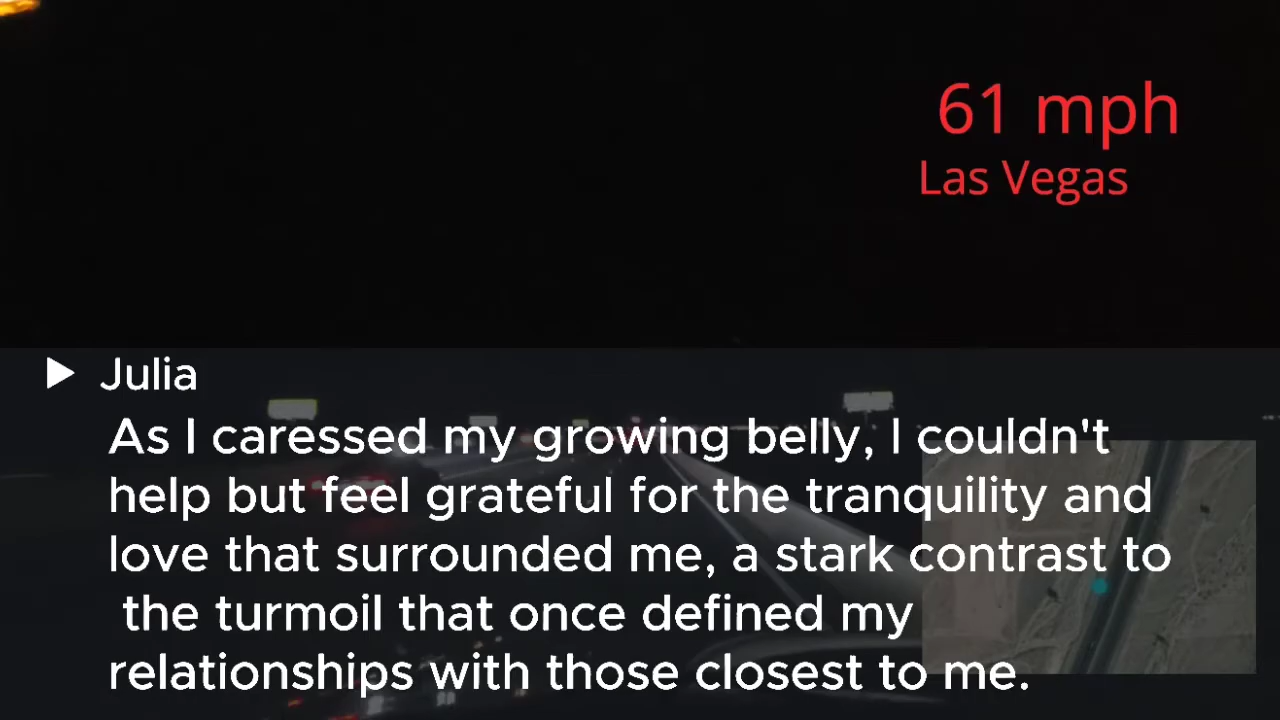 61 mph
Las Vegas
Julia
As I caressed my growing belly, I couldn't
help but feel grateful for the tranquility and
love that surrounded me, a stark contrast to
the turmoil that once defined my
relationships with those closest to me.